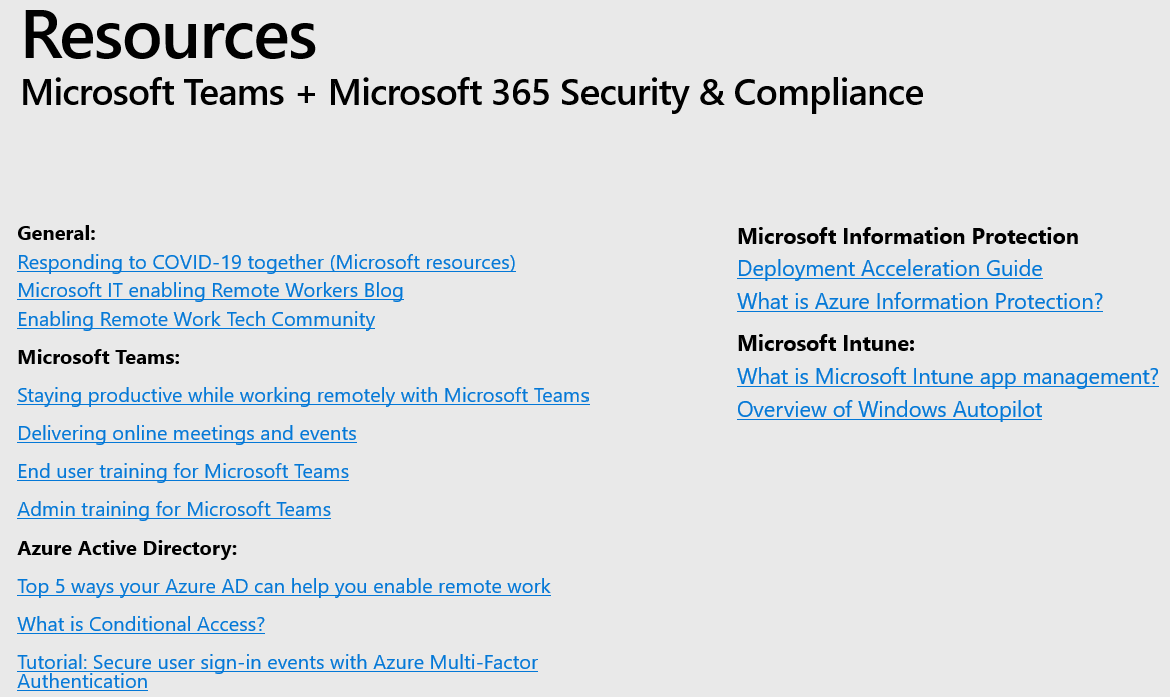 Resources
Microsoft Teams + Microsoft 365 Security & Compliance
General:
Responding to COVID-19 together (Microsoft resources)
Microsoft IT enabling Remote Workers Blog
Enabling Remote Work Tech Community
Microsoft Teams:
Staying productive while working remotely with Microsoft Teams
Delivering online meetings and events
End user training for Microsoft Teams
Admin training for Microsoft Teams
Azure Active Directory:
Top 5 ways your Azure AD can help you enable remote work
What is Conditional Access?
Tutorial: Secure user sign-in events with Azure Multi-Factor
Authentication
Microsoft Information Protection
Deployment Acceleration Guide
What is Azure Information Protection?
Microsoft Intune:
What is Microsoft Intune app management?
Overview of Windows Autopilot